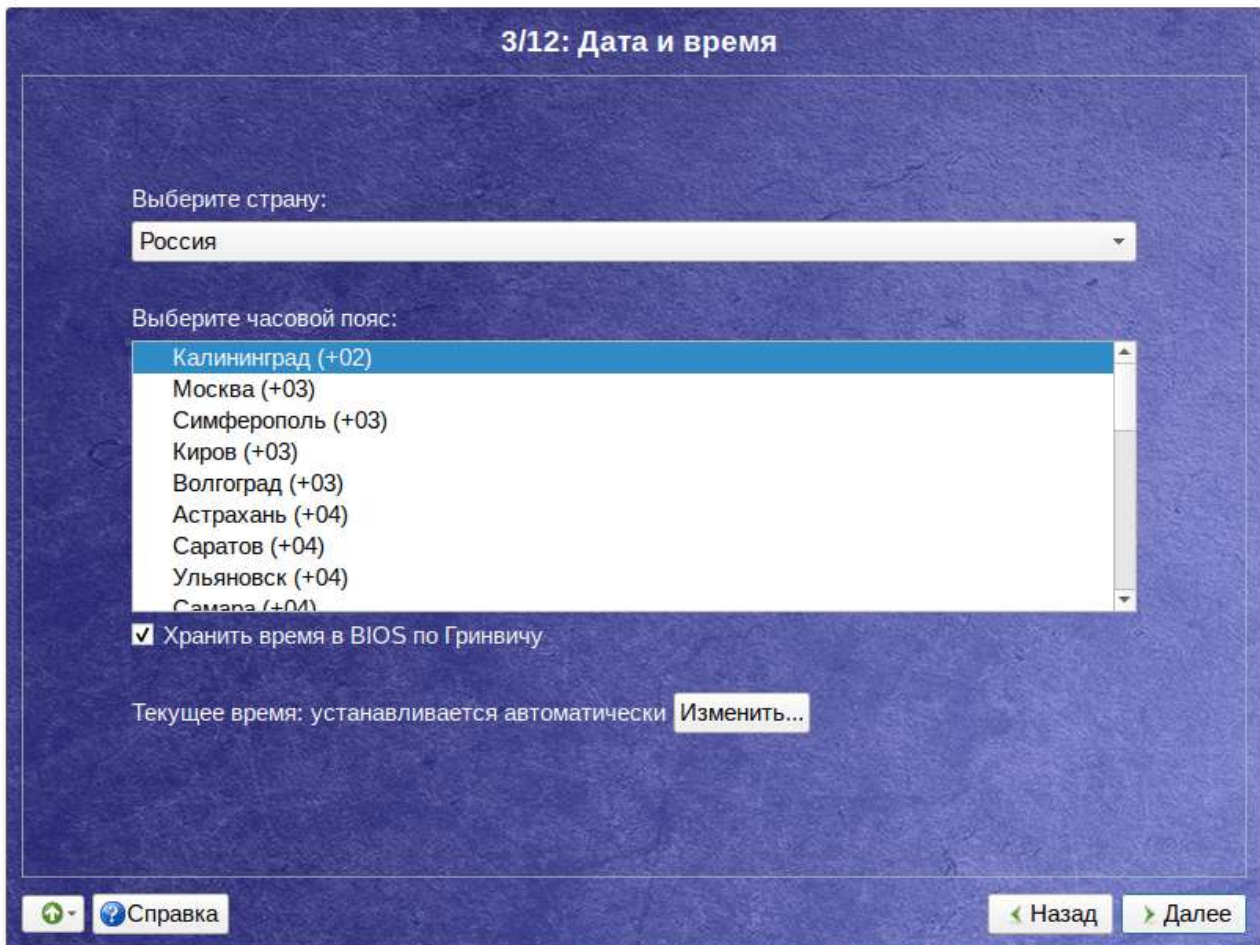 3/12: Дата и время
Выберите страну:
Россия
Выберите часовой пояс:
Калининград (+02)
Москва (+03)
Симферополь (+03)
Киров (+03)
Волгоград (+03)
Астрахань (+04)
Саратов (+04)
Ульяновск (+04)
Самара (+04)
Хранить время в BIOS по Гринвичу
Текущее время: устанавливается автоматически Изменить...
Справка Назад Далее